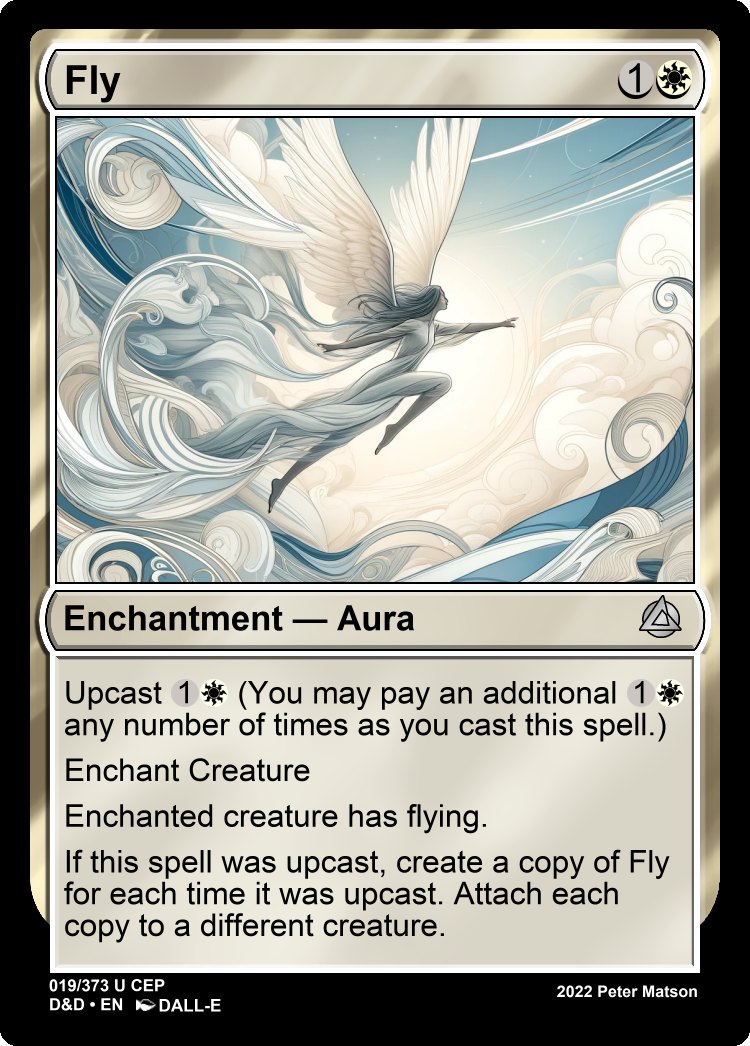 Fly 1
Enchantment — Aura
Upcast 1 (You may pay an additional 1
any number of times as you cast this spell.)
Enchant Creature
Enchanted creature has flying.
If this spell was upcast, create a copy of Fly
for each time it was upcast. Attach each
copy to a different creature.
019/373 U CEP
D&D • EN DALL-E
2022 Peter Matson